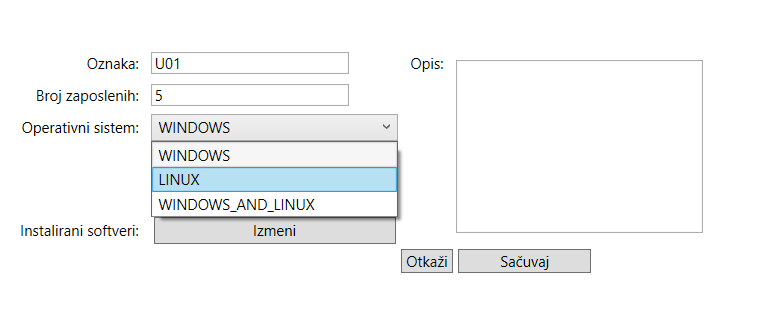 Oznaka: U01
Opis:
Broj zaposlenih: 5
Operativni sistem: WINDOWS
WINDOWS
LINUX
WINDOWS_AND_LINUX
Instalirani softveri: Izmeni
Otkaži Sačuvaj